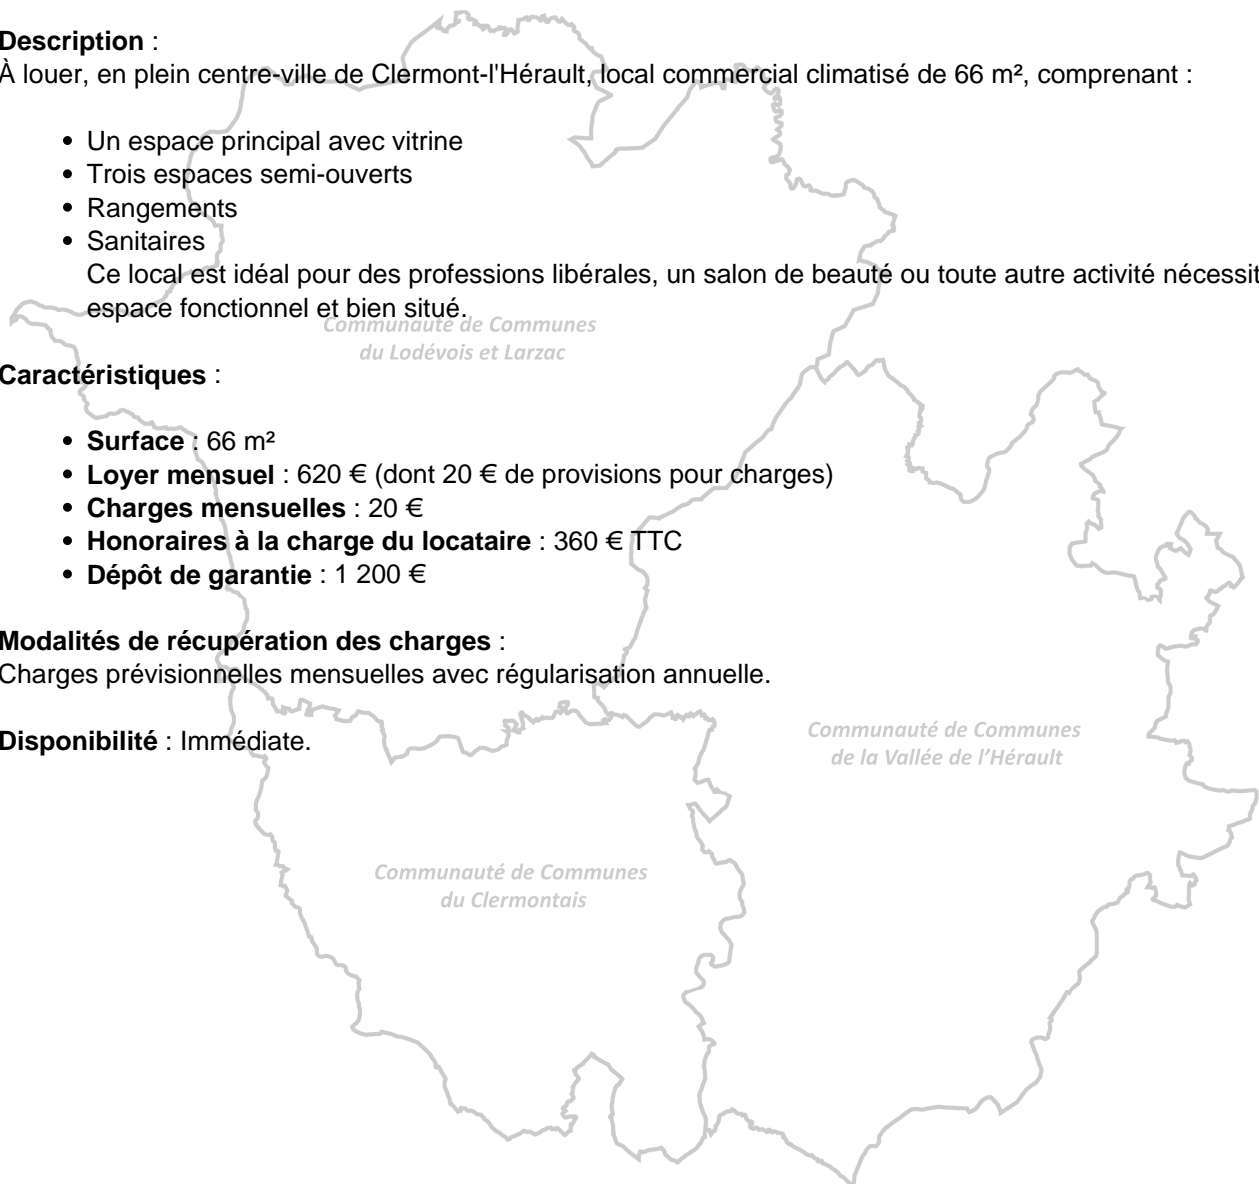 Description :
À louer, en plein centre-ville de Clermont-l'Hérault, local commercial climatisé de 66 m², comprenant :
• Un espace principal avec vitrine
• Trois espaces semi-ouverts
• Rangements
• Sanitaires
Ce local est idéal pour des professions libérales, un salon de beauté ou toute autre activité nécessit
espace fonctionnel et bien situé.
Communauté de Communes
du Lodévois et Larzac
Caractéristiques :
• Surface : 66 m²
• Loyer mensuel : 620 € (dont 20 € de provisions pour charges)
• Charges mensuelles : 20 €
• Honoraires à la charge du locataire : 360 € TTC
• Dépôt de garantie : 1 200 €
Modalités de récupération des charges :
Charges prévisionnelles mensuelles avec régularisation annuelle.
Disponibilité : Immédiate.
Communauté de Communes
de la Vallée de l’Hérault
Communauté de Communes
du Clermontais